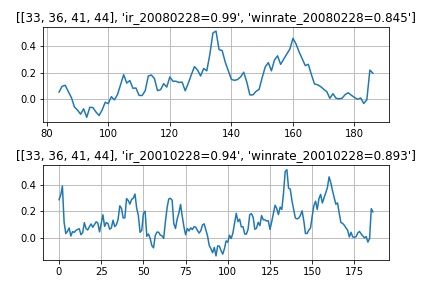 [[33, 36, 41, 44], 'ir_20080228=0.99', 'winrate_20080228=0.845']
0.4
0.2
0.0
80 100 120 140 160 180
[[33, 36, 41, 44], 'ir_20010228=0.94', 'winrate_20010228=0.893']
0.4
0.2
0.0
0 25 50 75 100 125 150 175